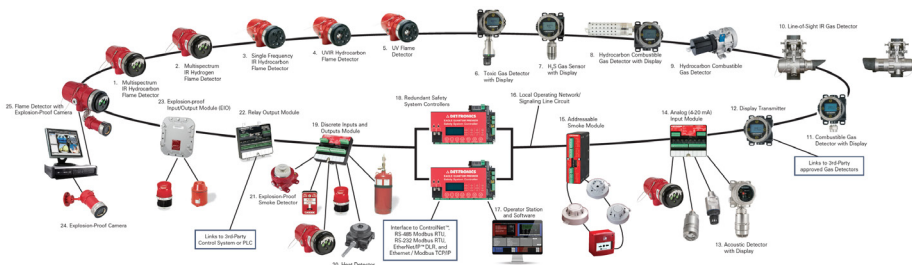 1. Multispectrum
IR Hydrocarbon
Flame Detector
2. Multispectrum
IR Hydrogen
Flame Detector
3. Single Frequency
IR Hydrocarbon
Flame Detector
4. UVIR Hydrocarbon
Flame Detector
5. UV Flame
Detector
6. Toxic Gas Detector
with Display
7. H₂S Gas Sensor
with Display
8. Hydrocarbon Combustible
Gas Detector with Display
9. Hydrocarbon Combustible
Gas Detector
10. Line-of-Sight IR Gas Detector
11. Combustible Gas
Detector with Display
12. Display Transmitter
Links to 3rd-Party
approved Gas Detectors
13. Acoustic Detector
with Display
14. Analog (4-20 mA)
Input Module
15. Addressable
Smoke Module
16. Local Operating Network/
Signaling Line Circuit
17. Operator Station
and Software
18. Redundant Safety
System Controllers
DET-TRONICS
DET-TRONICS
Interface to ControlNet™,
RS-485 Modbus RTU,
RS-232 Modbus RTU,
EtherNet/IP™ DLR, and
Ethernet / Modbus TCP/IP
19. Discrete Inputs and
Outputs Module
20. Heat Detector
21. Explosion-Proof
Smoke Detector
22. Relay Output Module
Links to 3rd-Party
Control System or PLC
23. Explosion-proof
Input/Output Module (EIO)
24. Explosion-Proof Camera
25. Flame Detector with
Explosion-Proof Camera